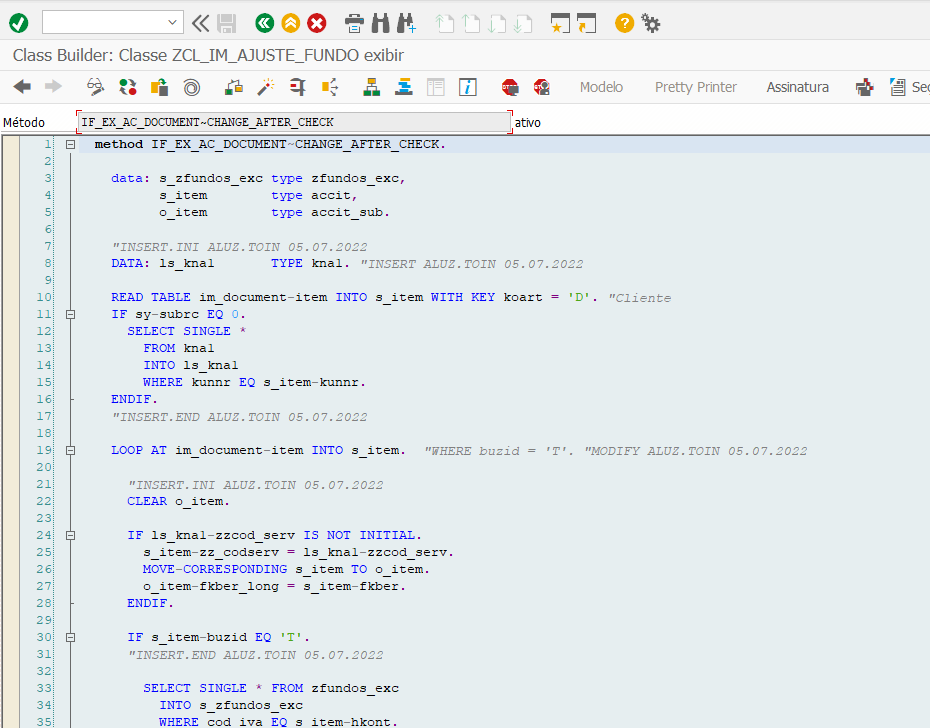 Class Builder: Classe ZCL_IM_AJUSTE_FUNDO exibir
Modelo Pretty Printer Assinatura
Método IF_EX_AC_DOCUMENT~CHANGE_AFTER_CHECK ativo
1 method IF_EX_AC_DOCUMENT~CHANGE_AFTER_CHECK.
2
3 data: s_zfundos_exc type zfundos_exc,
4 s_item type accit,
5 o_item type accit_sub.
6
7 "INSERT.INI ALUZ.TOIN 05.07.2022
8 DATA: ls_kna1 TYPE kna1. "INSERT ALUZ.TOIN 05.07.2022
9
10 READ TABLE im_document-item INTO s_item WITH KEY koart = 'D'. "Cliente
11 IF sy-subrc EQ 0.
12 SELECT SINGLE *
13 FROM kna1
14 INTO ls_kna1
15 WHERE kunnr EQ s_item-kunnr.
16 ENDIF.
17 "INSERT.END ALUZ.TOIN 05.07.2022
18
19 LOOP AT im_document-item INTO s_item. "WHERE buzid = 'T'. "MODIFY ALUZ.TOIN 05.07.2022
20
21 "INSERT.INI ALUZ.TOIN 05.07.2022
22 CLEAR o_item.
23
24 IF ls_kna1-zzcod_serv IS NOT INITIAL.
25 s_item-zz_codserv = ls_kna1-zzcod_serv.
26 MOVE-CORRESPONDING s_item TO o_item.
27 o_item-fkber_long = s_item-fkber.
28 ENDIF.
29
30 IF s_item-buzid EQ 'T'.
31 "INSERT.END ALUZ.TOIN 05.07.2022
32
33 SELECT SINGLE * FROM zfundos_exc
34 INTO s_zfundos_exc
35 WHERE cod_iva EQ s_item-hkont.